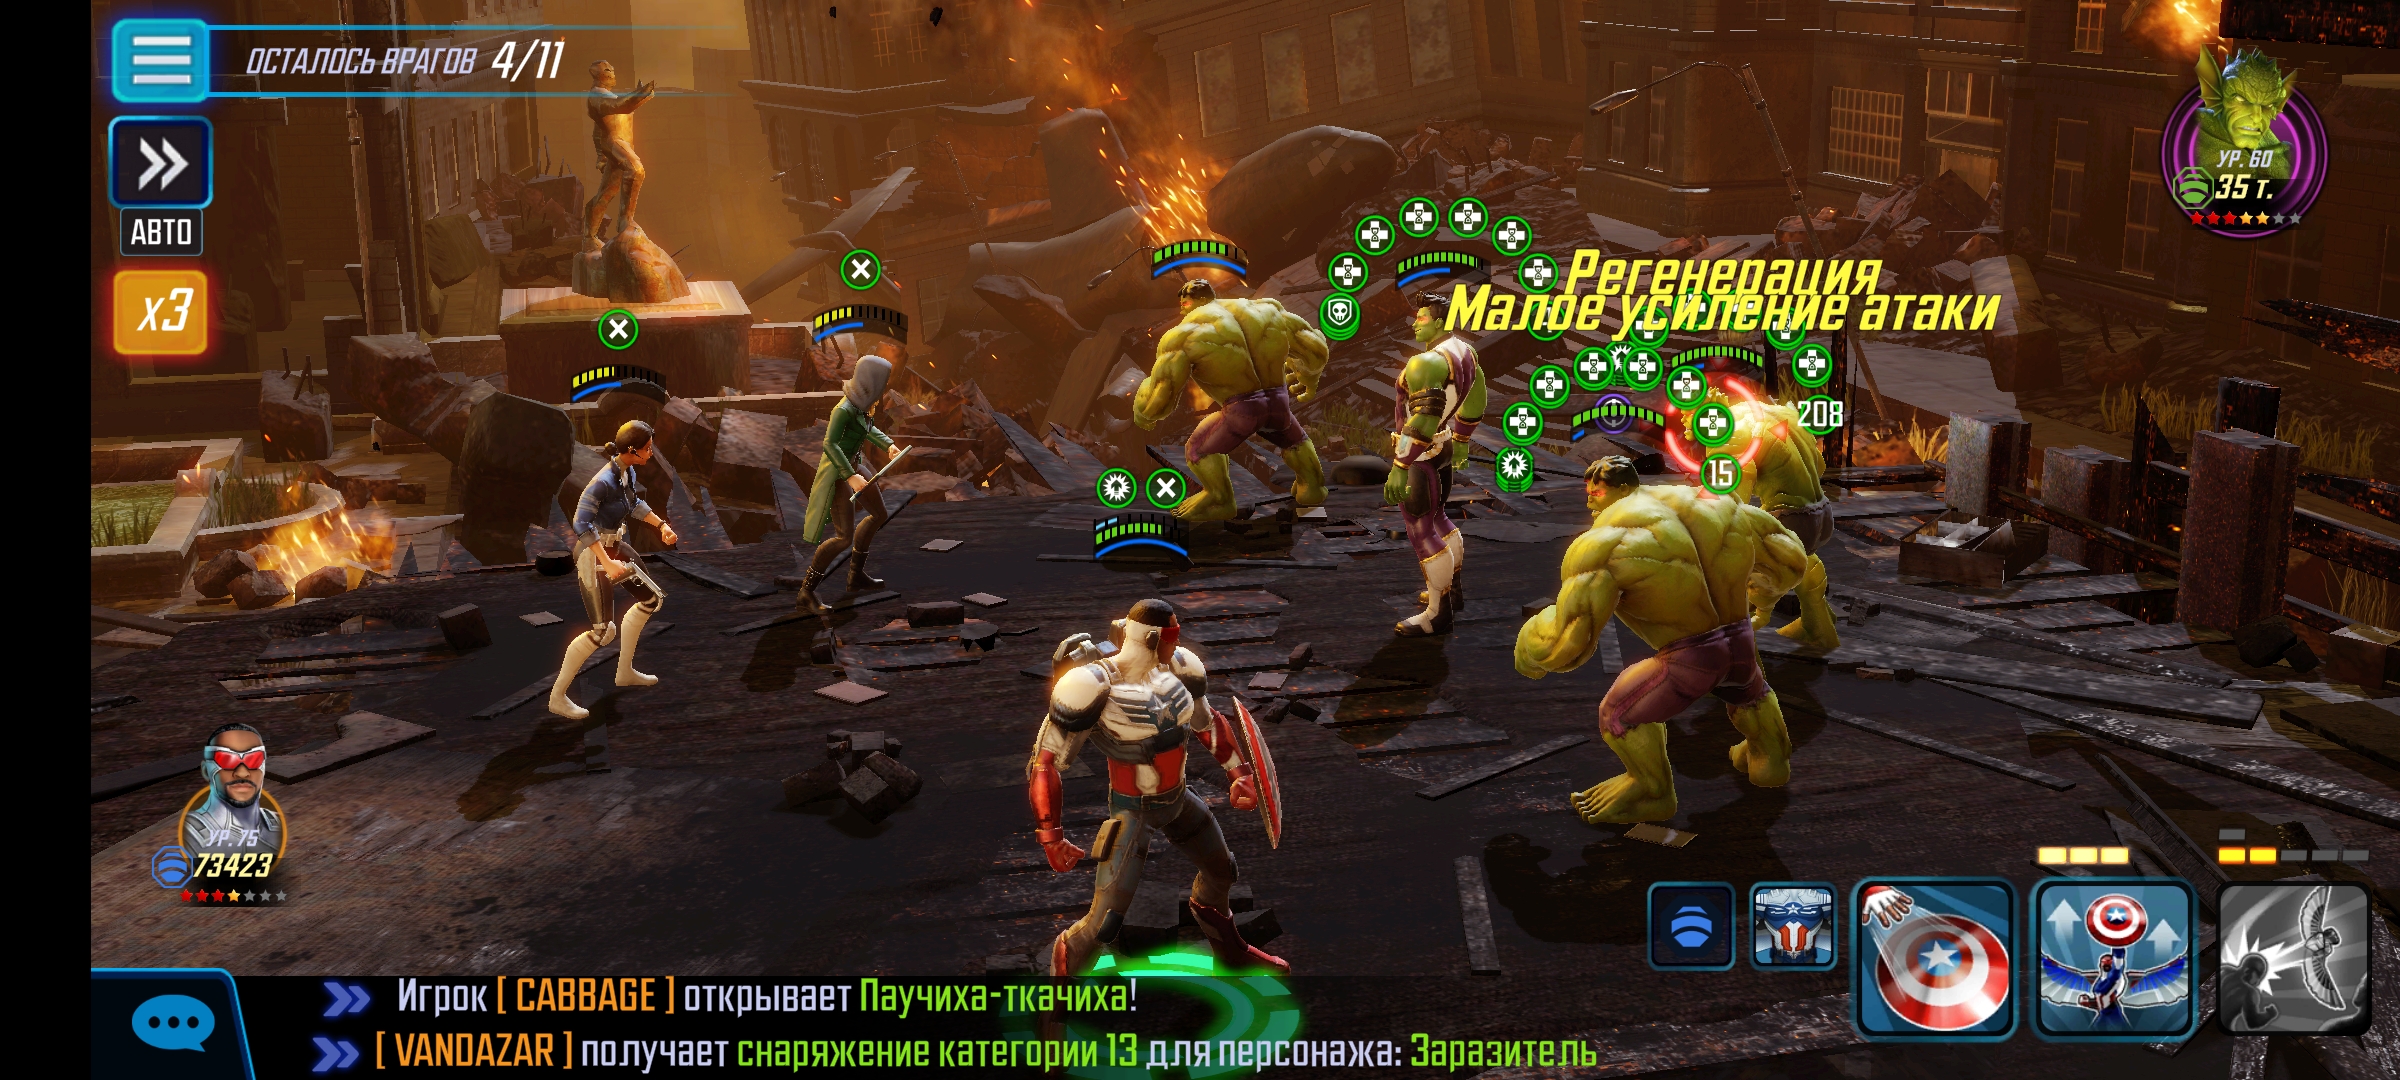 ОСТАЛОСЬ ВРАГОВ 4/11
АВТО
x3
УР. 60
35 Т.
Регенерация
Малое усиление атаки
208
15
УР. 75
73423
Игрок [ CABBAGE ] открывает Паучиха-ткачиха!
[ VANDAZAR ] получает снаряжение категории 13 для персонажа: Заразитель